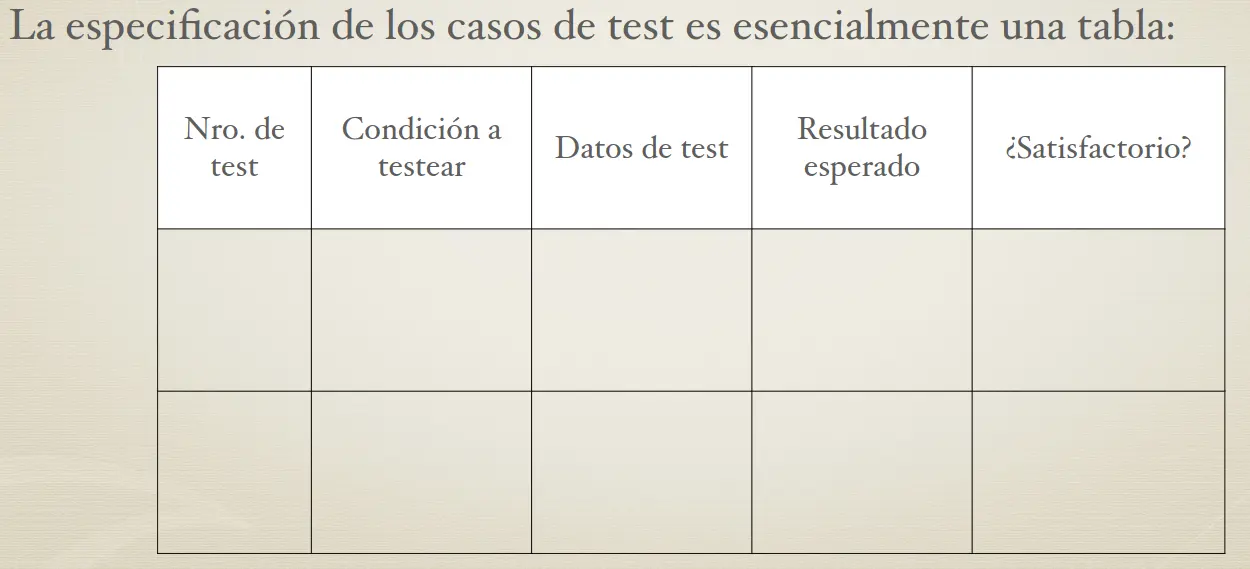 La especificación de los casos de test es esencialmente una tabla:
Nro. de
test
Condición a
testear
Datos de test
Resultado
esperado
¿Satisfactorio?